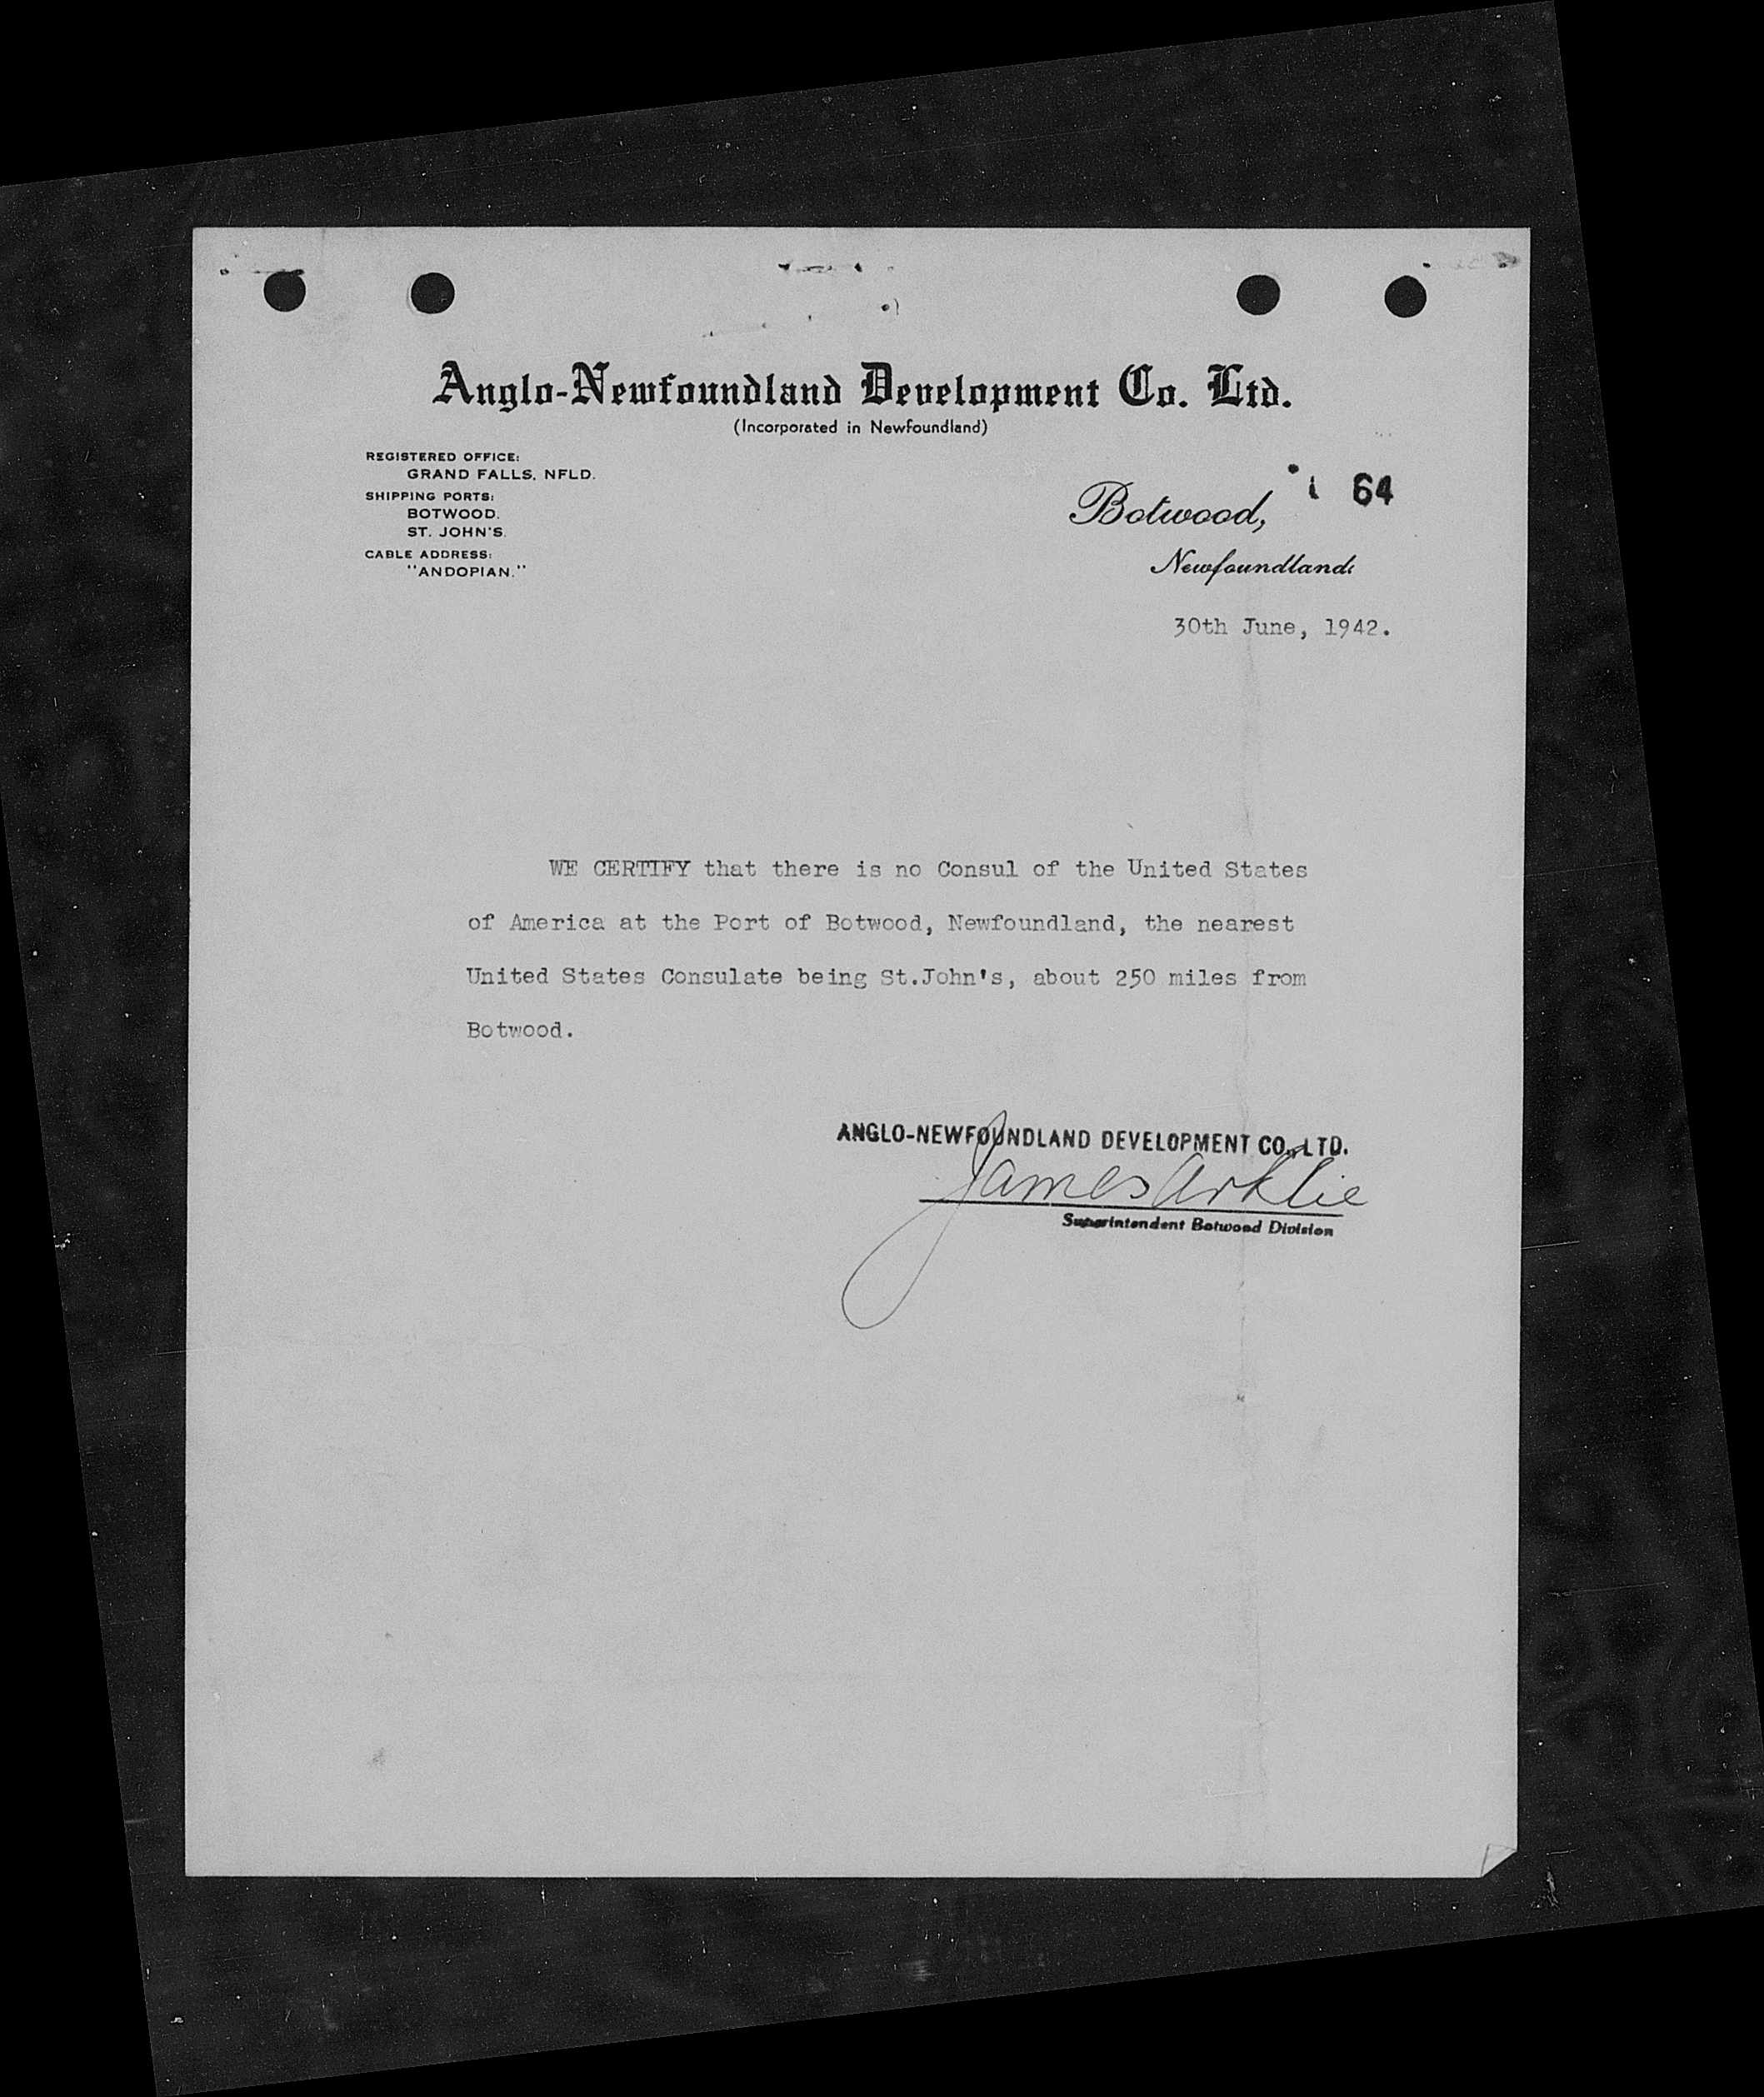 Anglo-Newfoundland Development Co. Ltd.
(Incorporated in Newfoundland)
REGISTERED OFFICE:
GRAND FALLS, NFLD.
SHIPPING PORTS:
BOTWOOD.
ST. JOHN'S.
CABLE ADDRESS:
"ANDOPIAN."
64
Botwood,
Newfoundland.
30th June, 1942.
WE CERTIFY that there is no Consul of the United States
of America at the Port of Botwood, Newfoundland, the nearest
United States Consulate being St.John's, about 250 miles from
Botwood.
ANGLO-NEWFOUNDLAND DEVELOPMENT CO., LTD.
James Arklie
Superintendent Botwood Division